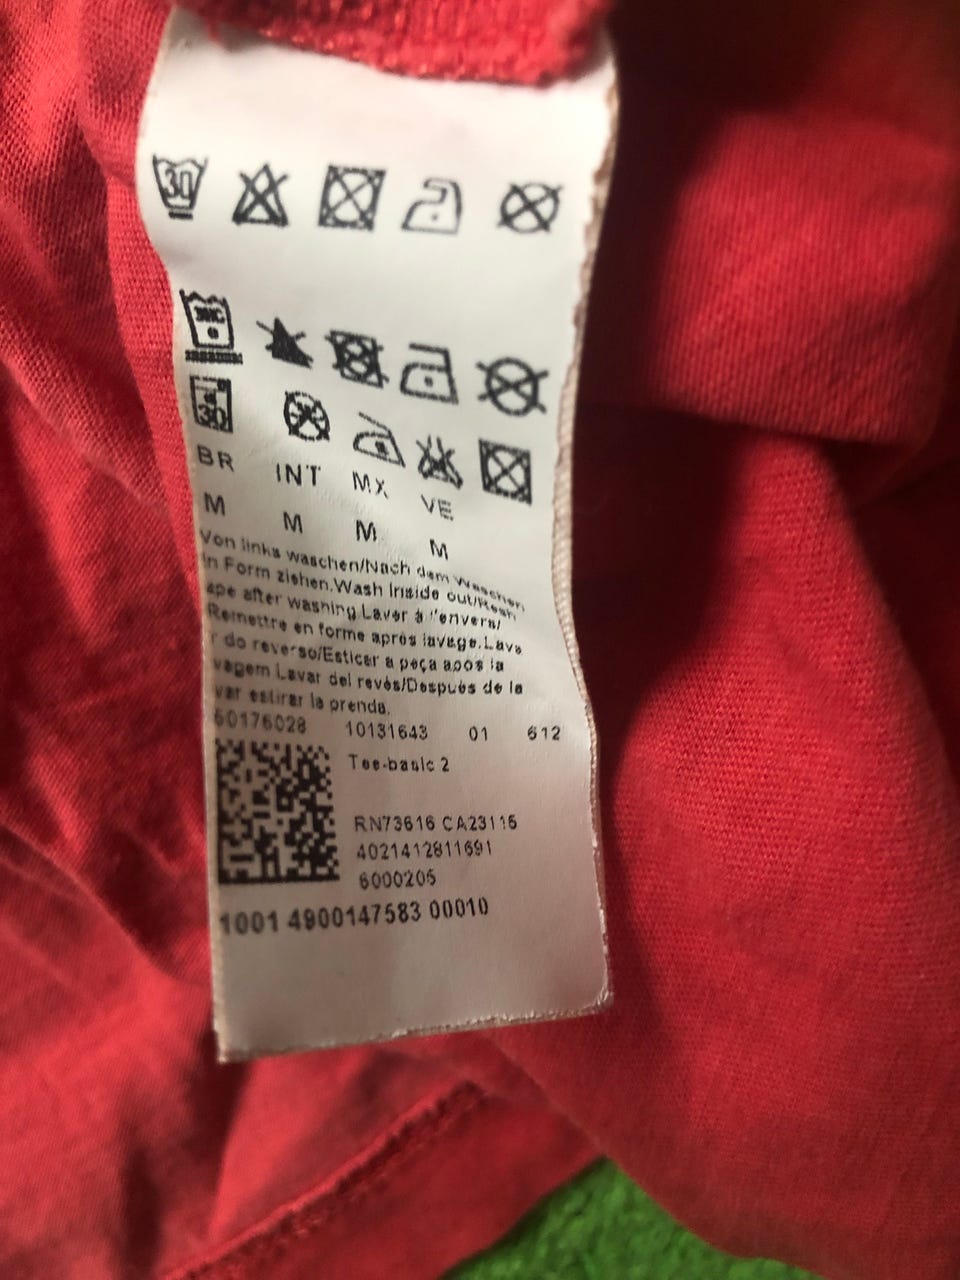 30
30°C
30
BR INT MX VE
M M M M
Von links waschen/Nach dem Waschen
in Form ziehen.Wash inside out/Resh
ape after washing.Laver à l'envers/
Remettre en forme après lavage.Lava
r do reverso/Esticar a peça após la
vagem Lavar del revés/Después de la
var estirar la prenda.
50176028 10131643 01 612
Tee-basic 2
RN73616 CA23115
4021412811691
6000205
1001 4900147583 00010